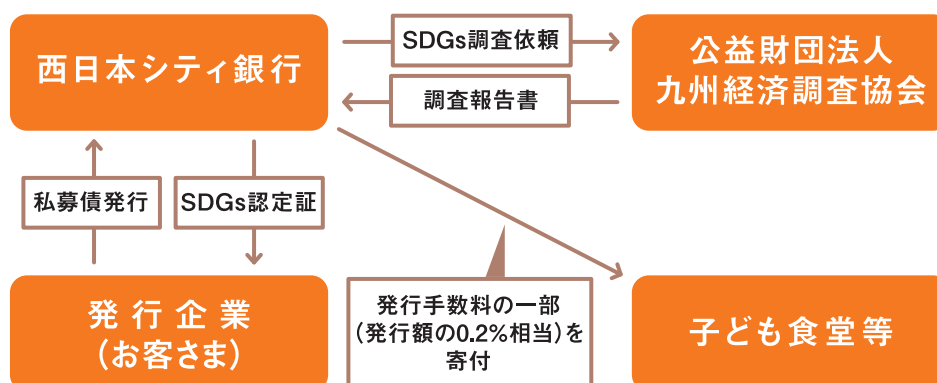 西日本シティ銀行
SDGs調査依頼
調査報告書
公益財団法人
九州経済調査協会
私募債発行
SDGs認定証
発行企業
(お客さま)
発行手数料の一部
(発行額の0.2%相当)を
寄付
子ども食堂等